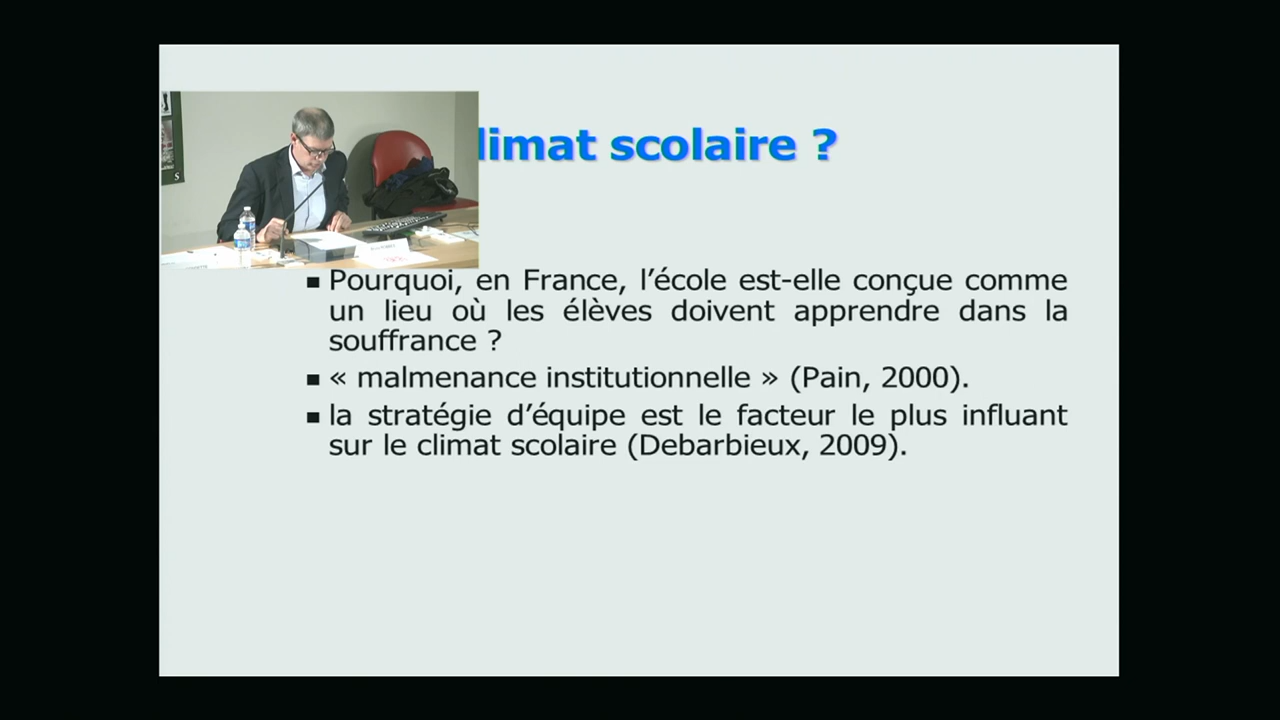 limat scolaire ?
■ Pourquoi, en France, l’école est-elle conçue comme
un lieu où les élèves doivent apprendre dans la
souffrance ?
■ « malmenance institutionnelle » (Pain, 2000).
■ la stratégie d’équipe est le facteur le plus influant
sur le climat scolaire (Debarbieux, 2009).